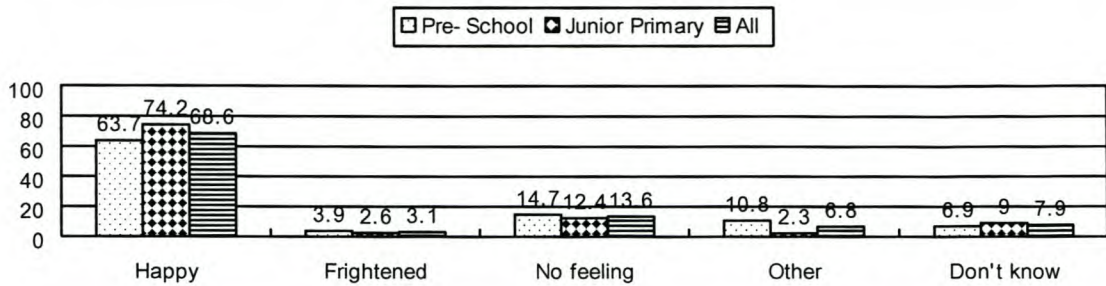 Pre- School Junior Primary All
100
80
60
40
20
0
63.7 74.2 68.6
3.9 2.6 3.1
14.7 12.4 13.6
10.8 2.3 6.8
6.9 9 7.9
Happy Frightened No feeling Other Don't know